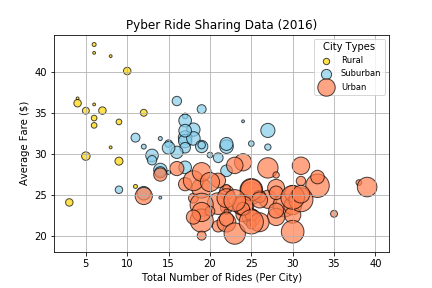 Pyber Ride Sharing Data (2016)
City Types
Rural
Suburban
Urban
Average Fare ($)
40
35
30
25
20
5 10 15 20 25 30 35 40
Total Number of Rides (Per City)